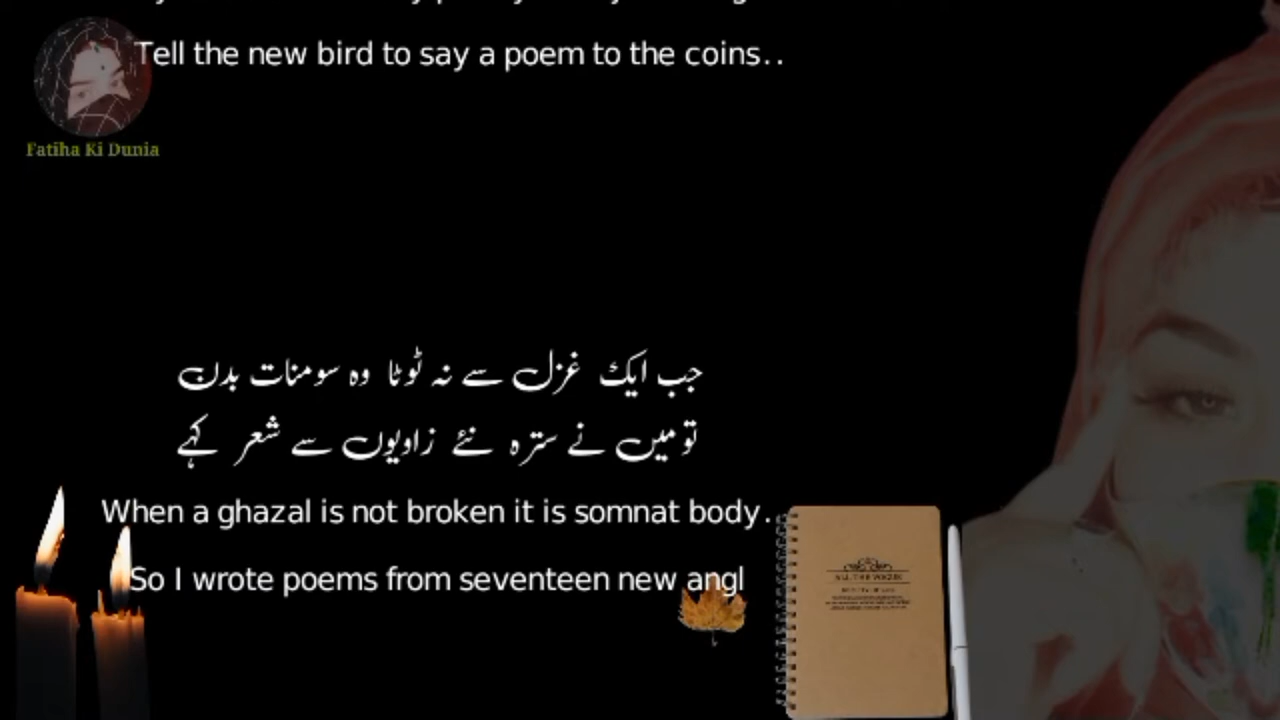 Tell the new bird to say a poem to the coins..
Fatiha Ki Dunia
جب ایک غزل سے نہ ٹوٹا وہ سومنات بدن
تو میں نے سترہ نئے زاویوں سے شعر کہے
When a ghazal is not broken it is somnat body.
So I wrote poems from seventeen new angl